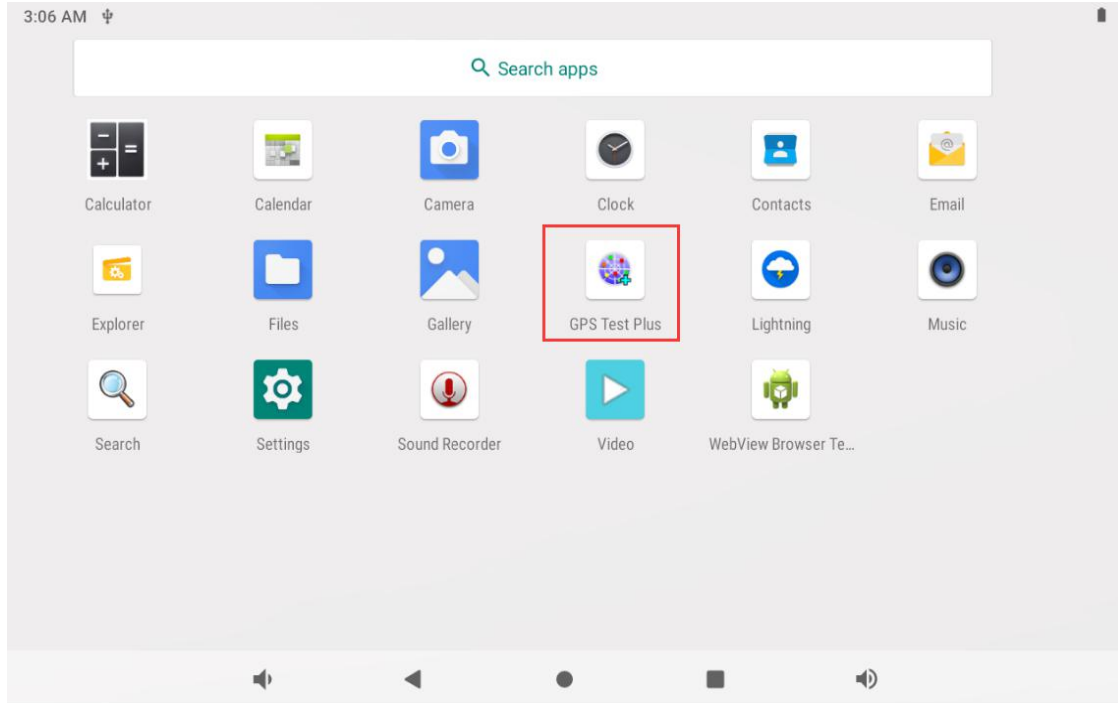 3:06 AM
Search apps
Calculator
Calendar
Camera
Clock
Contacts
Email
Explorer
Files
Gallery
GPS Test Plus
Lightning
Music
Search
Settings
Sound Recorder
Video
WebView Browser Te...